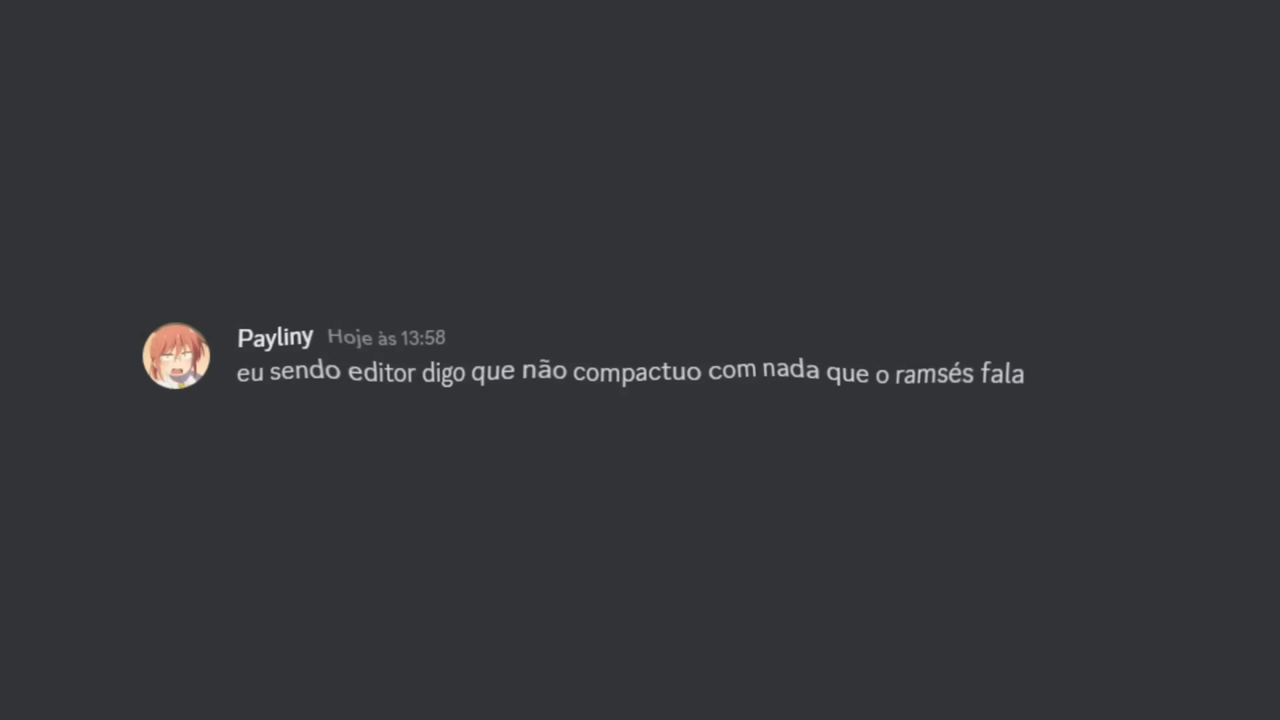 Payliny Hoje às 13:58
eu sendo editor digo que não compactuo com nada que o ramsés fala